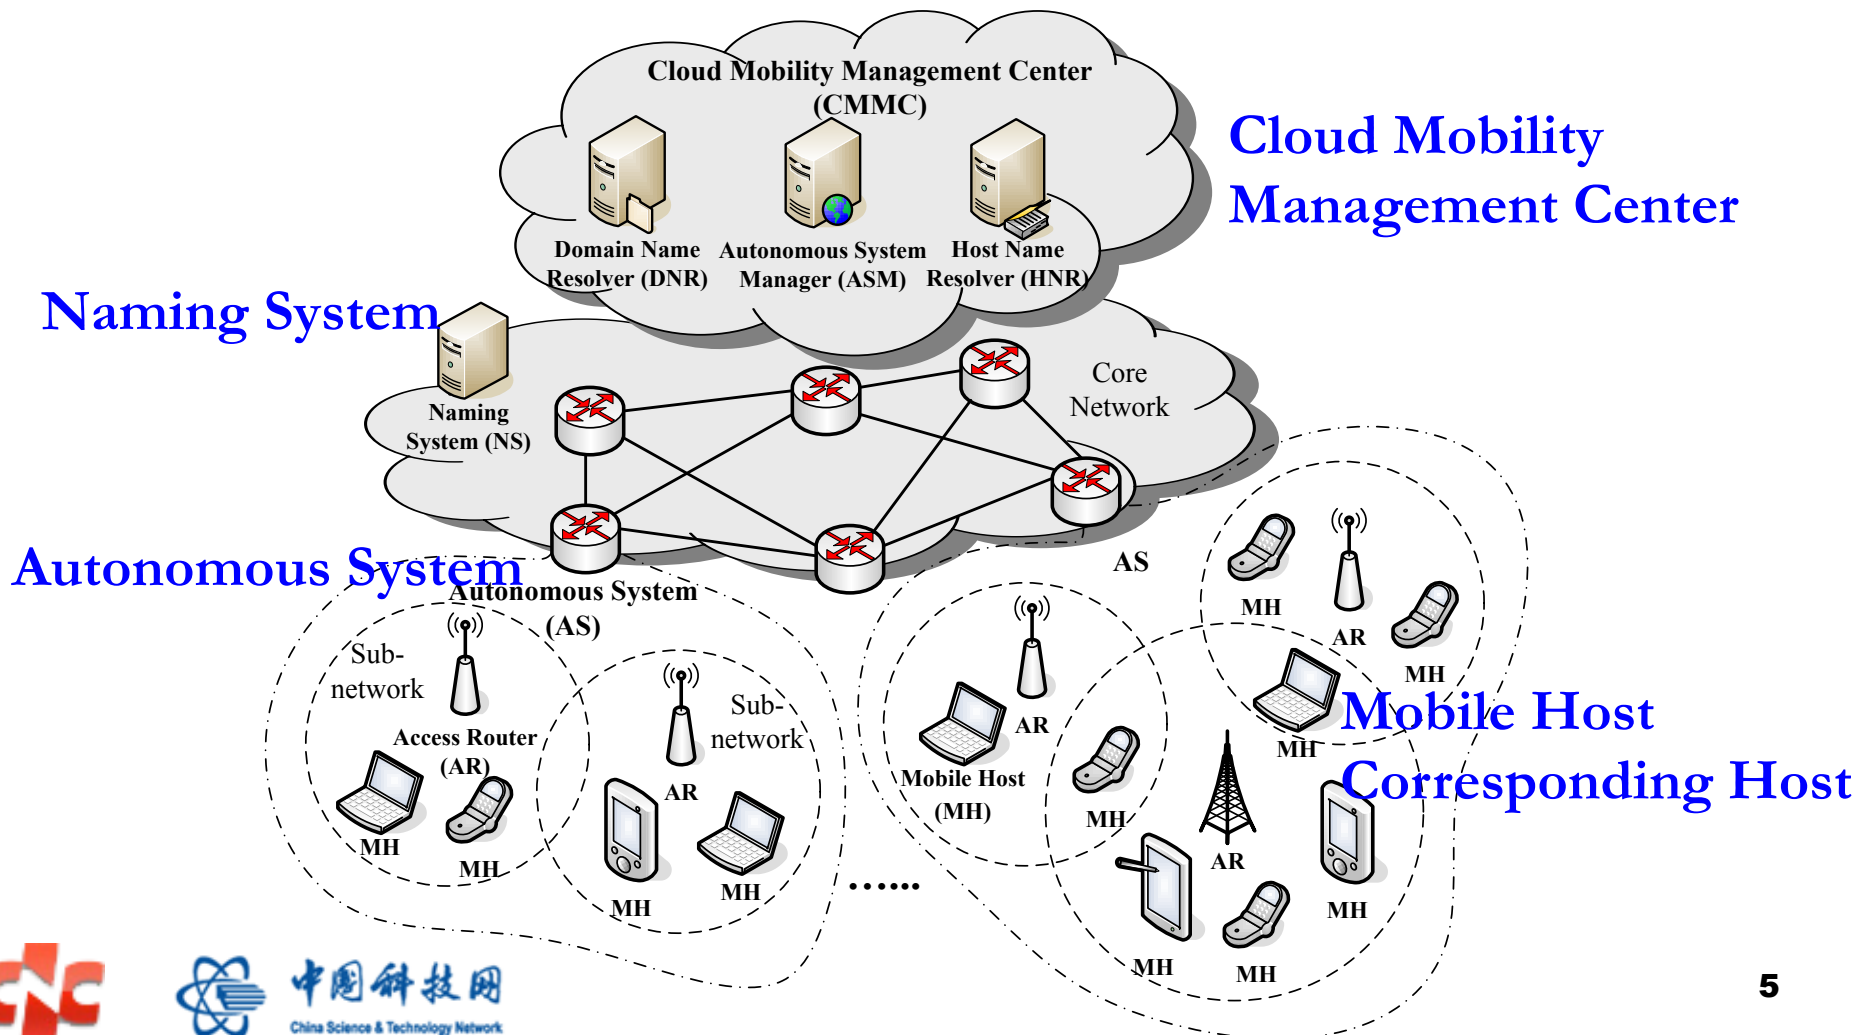 Cloud Mobility Management Center
(CMMC)
Cloud Mobility
Management Center
Domain Name
Resolver (DNR)
Autonomous System
Manager (ASM)
Host Name
Resolver (HNR)
Naming System
Naming
System (NS)
Core
Network
Autonomous System
Autonomous System
(AS)
AS
Sub-
network
Access Router
(AR)
MH
MH
Sub-
network
AR
MH
MH
......
AR
Mobile Host
(MH)
MH
MH
AR
MH
MH
Mobile Host
Corresponding Host
AR
MH
MH
MH
CNC
中国科技网
China Science & Technology Network
5